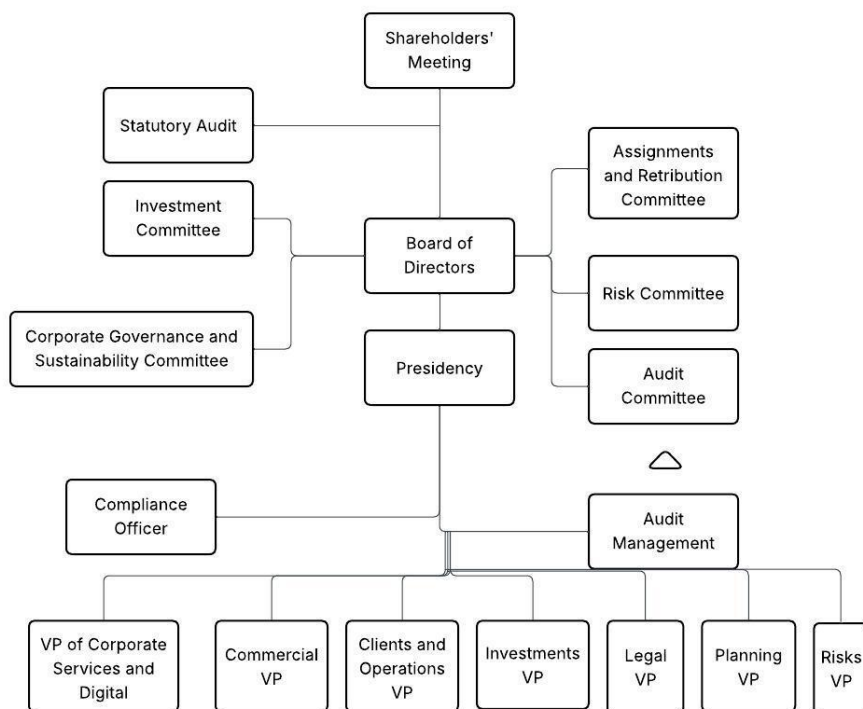 Shareholders'
Meeting
Statutory Audit
Assignments
and Retribution
Committee
Investment
Committee
Board of
Directors
Risk Committee
Corporate Governance and
Sustainability Committee
Presidency
Audit
Committee
Compliance
Officer
Audit
Management
VP of Corporate
Services and
Digital
Commercial
VP
Clients and
Operations
VP
Investments
VP
Legal
VP
Planning
VP
Risks
VP